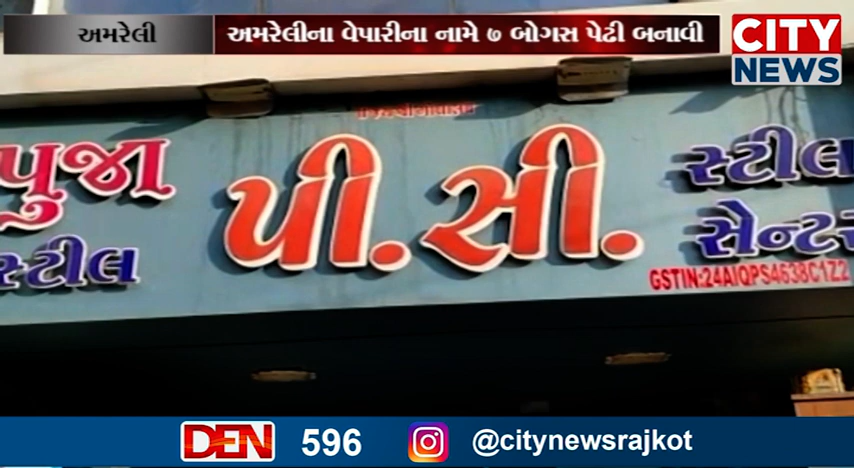 અમરેલી
અમરેલીના વેપારીના નામે ૭ બોગસ પેઢી બનાવી
CITY
NEWS
પુજા
સ્ટીલ
પી.સી.
સ્ટીલ
સેન્ટર
GSTIN:24AIQPS4638C1Z2
DEN 596 @citynewsrajkot